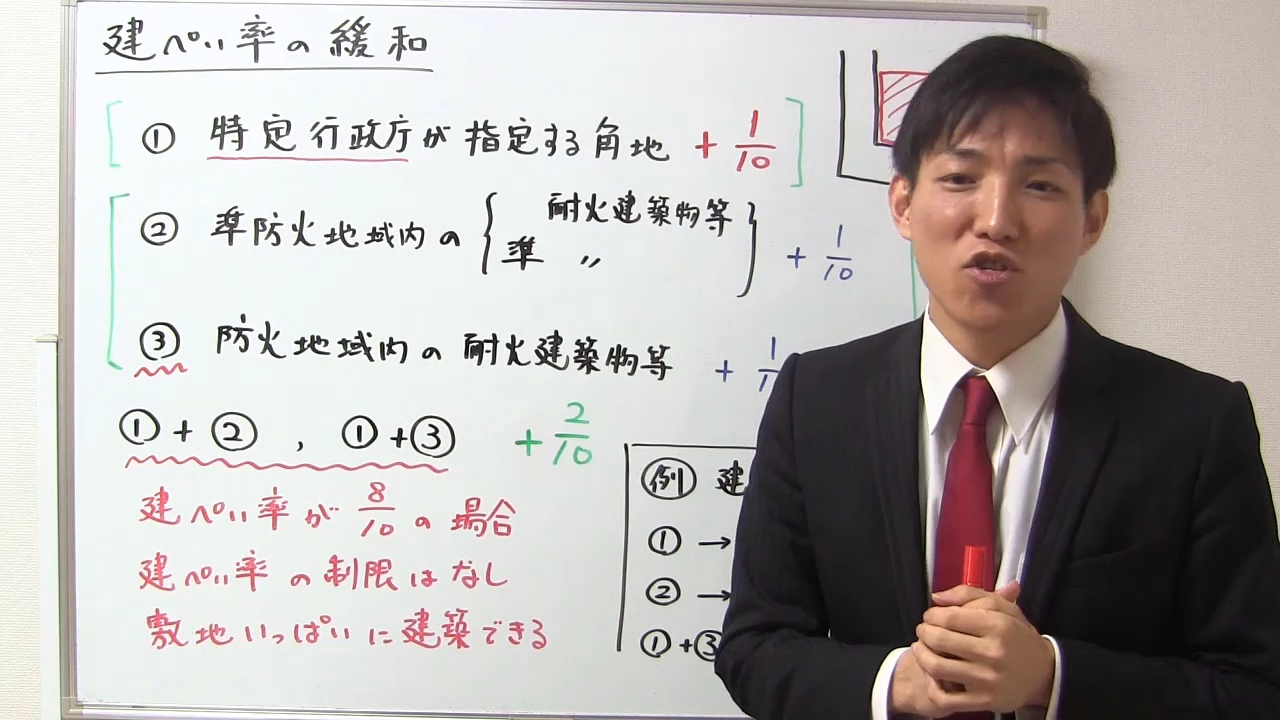 建ぺい率の緩和
① 特定行政庁が指定する角地 + 1/10
② 準防火地域内の { 耐火建築物等
準 〃 } + 1/10
③ 防火地域内の 耐火建築物等 + 1/1
①+②, ①+③ + 2/10
建ぺい率が 8/10 の場合
建ぺい率の制限はなし
敷地いっぱいに建築できる
例 建
① →
② →
①+③